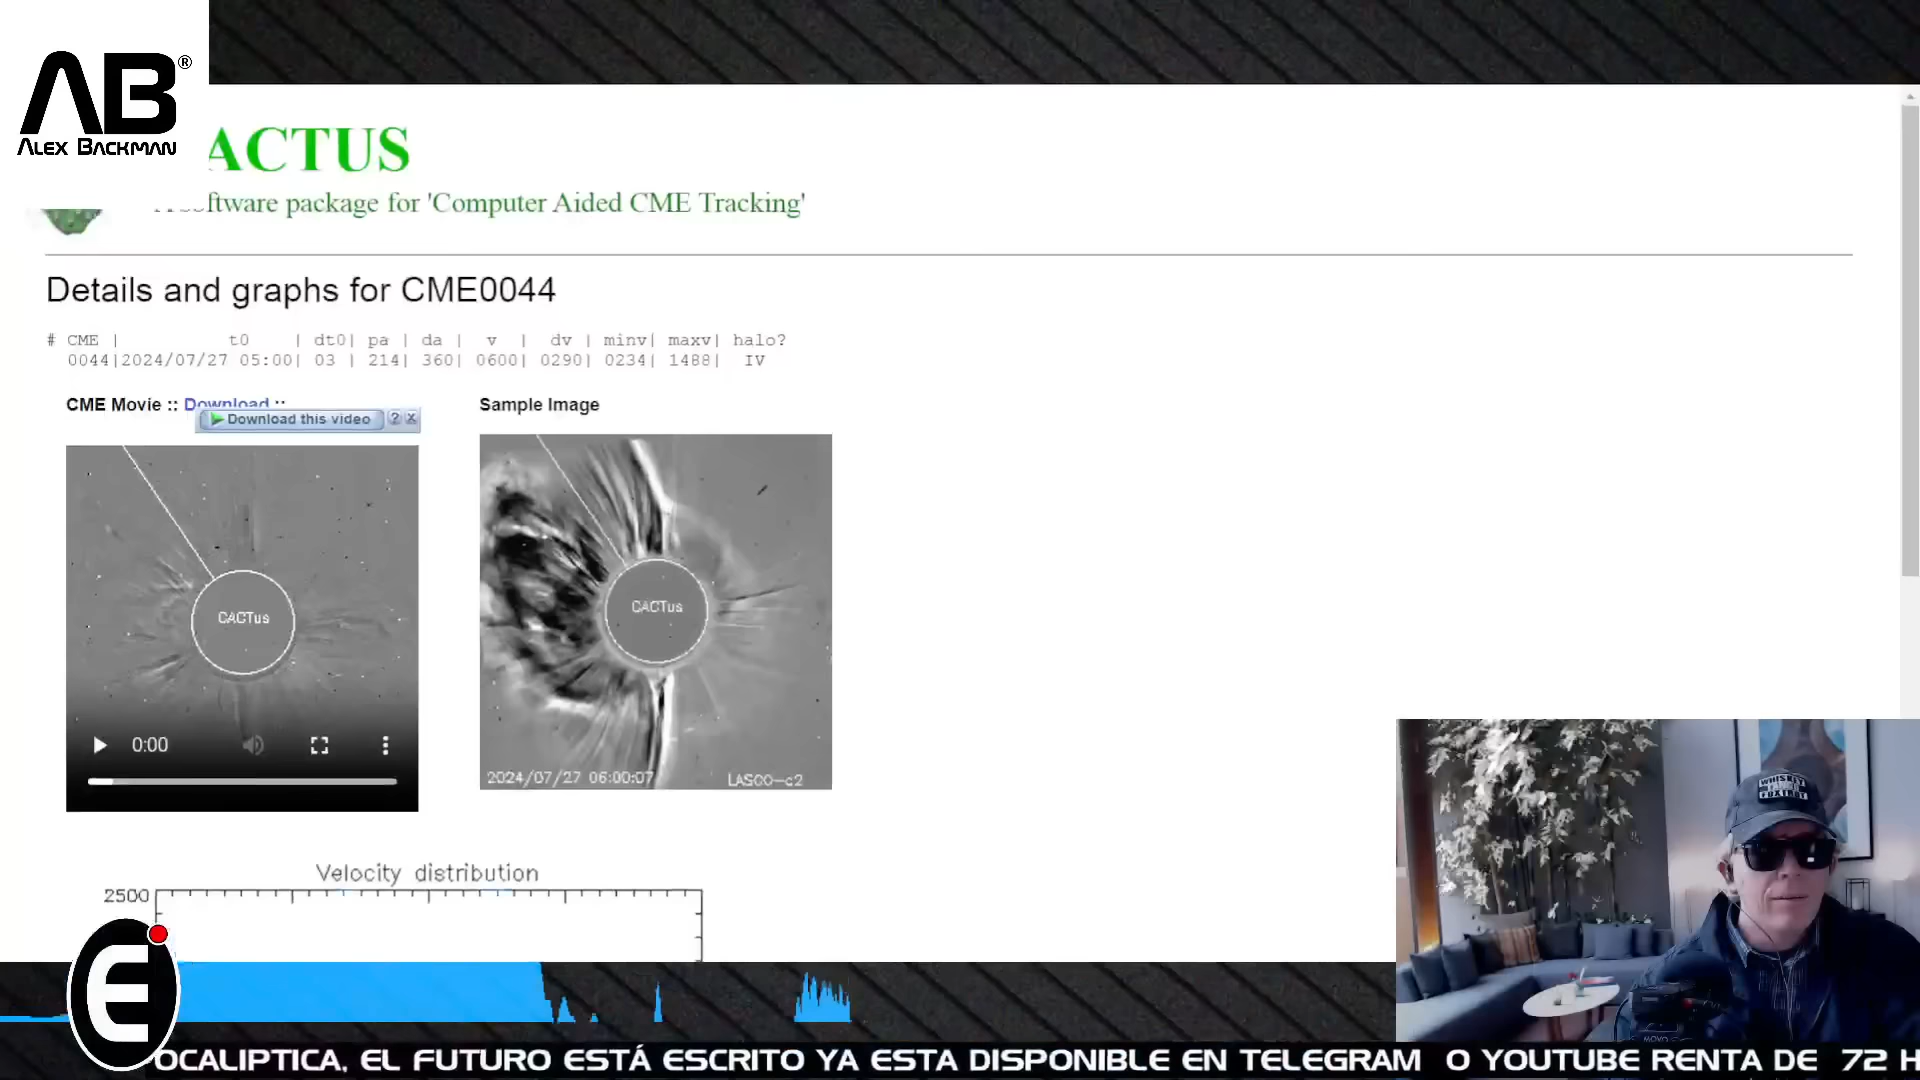 AB®
ALEX BACKMAN
ACTUS
ftware package for 'Computer Aided CME Tracking'
Details and graphs for CME0044
# CME | t0 | dt0| pa | da | v | dv | minv| maxv| halo?
0044|2024/07/27 05:00| 03 | 214| 360| 0600| 0290| 0234| 1488| IV
CME Movie :: Download ::
Download this video ? X
Sample Image
CACTus
0:00
CACTus
2024/07/27 06:00:07 LASCO-c2
Velocity distribution
2500
WHISKEY
FOXTROT
E
OCALIPTICA, EL FUTURO ESTÁ ESCRITO YA ESTA DISPONIBLE EN TELEGRAM O YOUTUBE RENTA DE 72 H